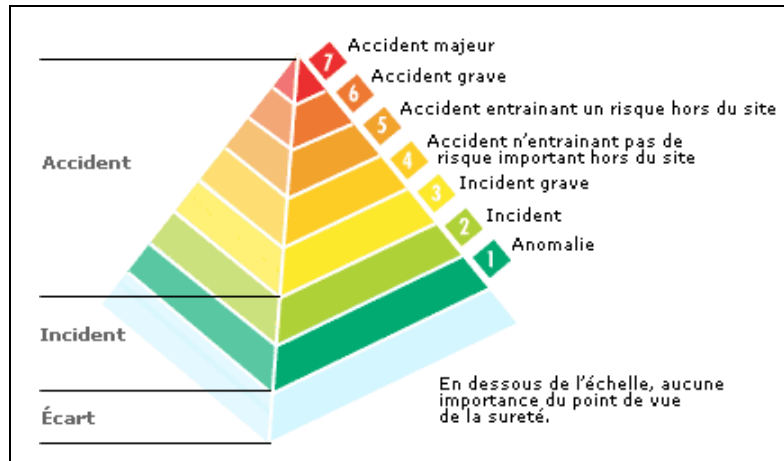 7 Accident majeur
6 Accident grave
5 Accident entrainant un risque hors du site
4 Accident n'entrainant pas de
risque important hors du site
3 Incident grave
2 Incident
1 Anomalie
Accident
Incident
Écart
En dessous de l'échelle, aucune
importance du point de vue
de la sureté.